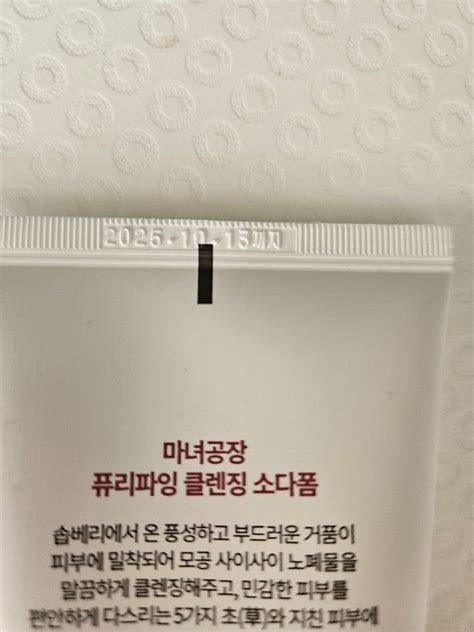 2025.10.15까지
마녀공장
퓨리파잉 클렌징 소다폼
솝베리에서 온 풍성하고 부드러운 거품이
피부에 밀착되어 모공 사이사이 노폐물을
말끔하게 클렌징해주고, 민감한 피부를
편안하게 다스리는 5가지 초(草)와 지친 피부에